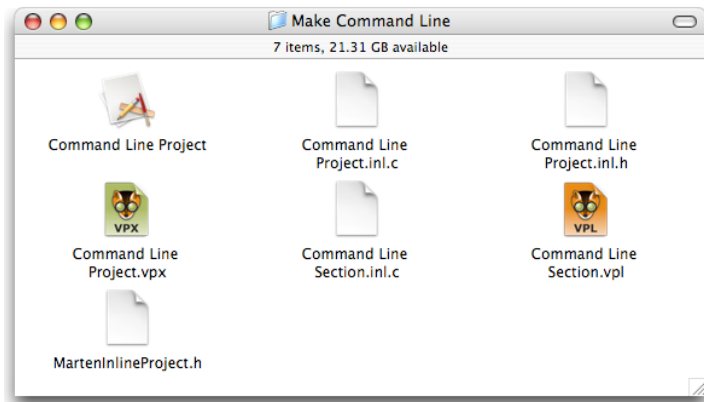 Make Command Line
7 items, 21.31 GB available
Command Line Project
Command Line
Project.inl.c
Command Line
Project.inl.h
VPX
Command Line
Project.vpx
Command Line
Section.inl.c
VPL
Command Line
Section.vpl
MartenInlineProject.h